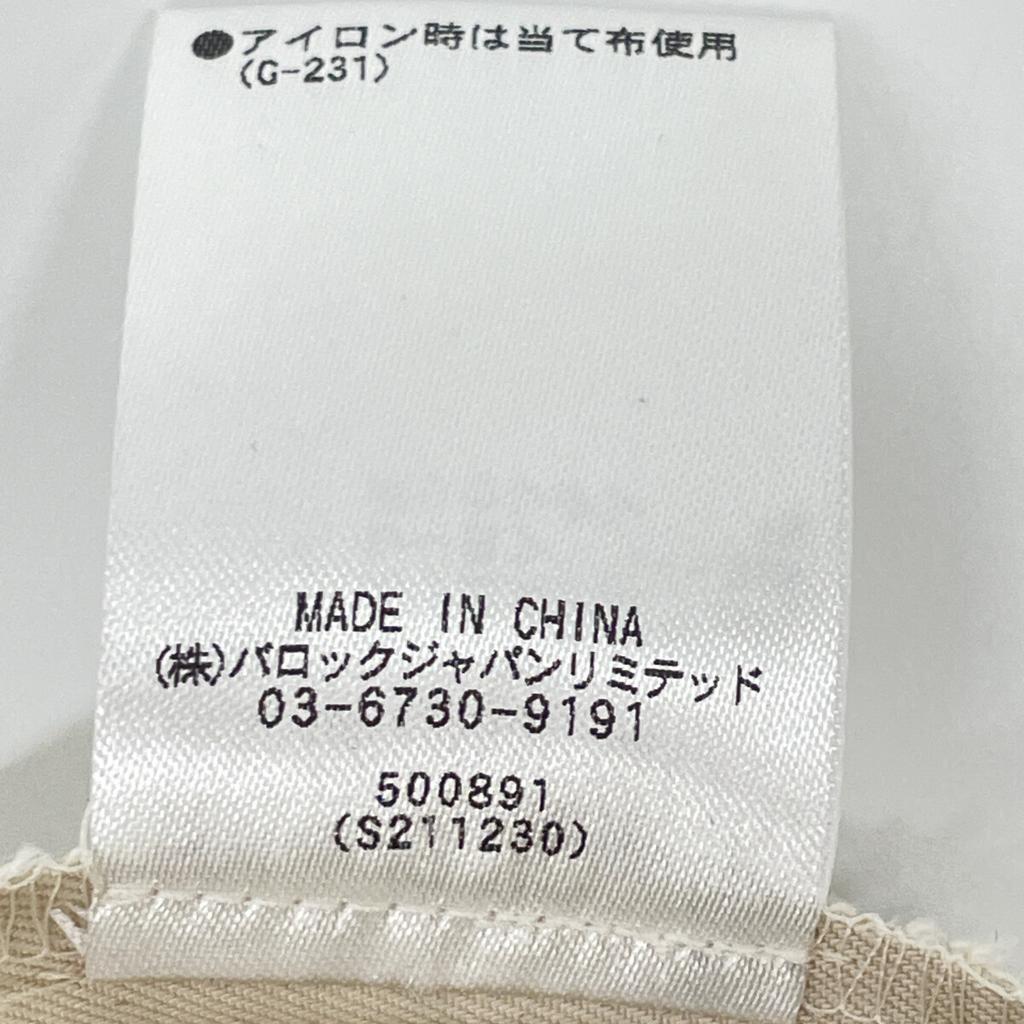 ●アイロン時は当て布使用
(G-231)
MADE IN CHINA
(株)バロックジャパンリミテッド
03-6730-9191
500891
(S211230)